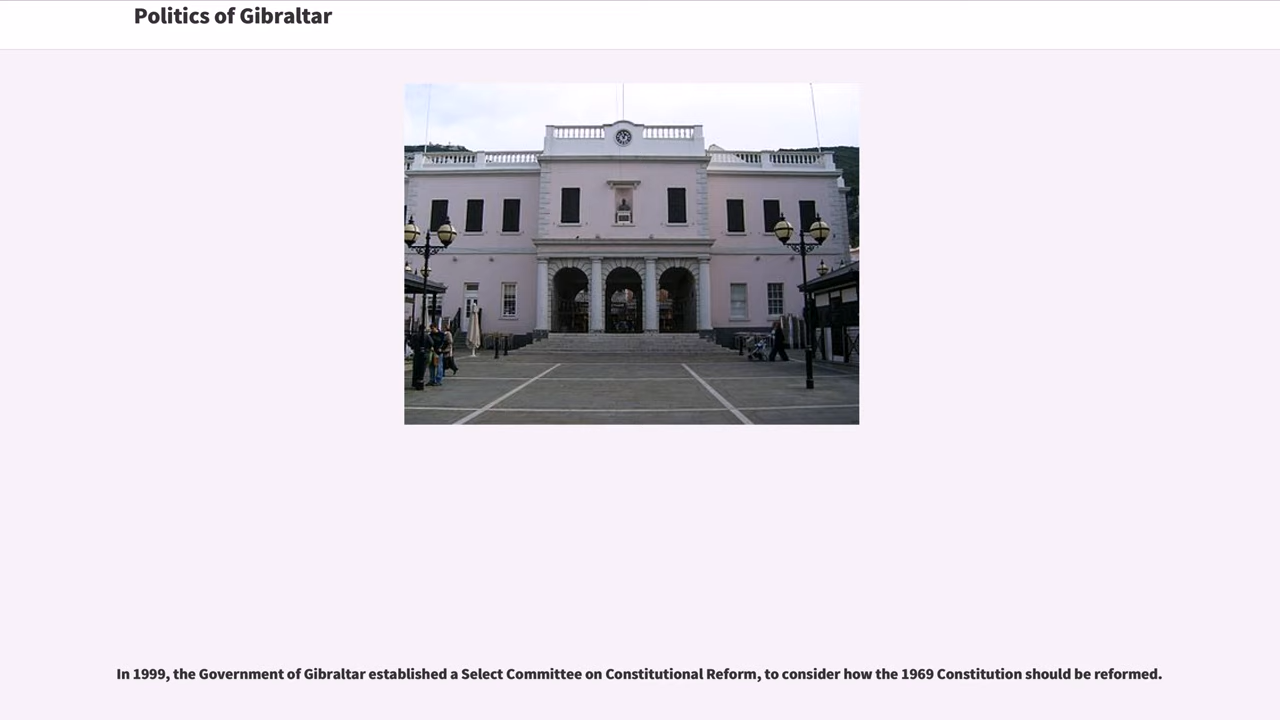 Politics of Gibraltar
In 1999, the Government of Gibraltar established a Select Committee on Constitutional Reform, to consider how the 1969 Constitution should be reformed.